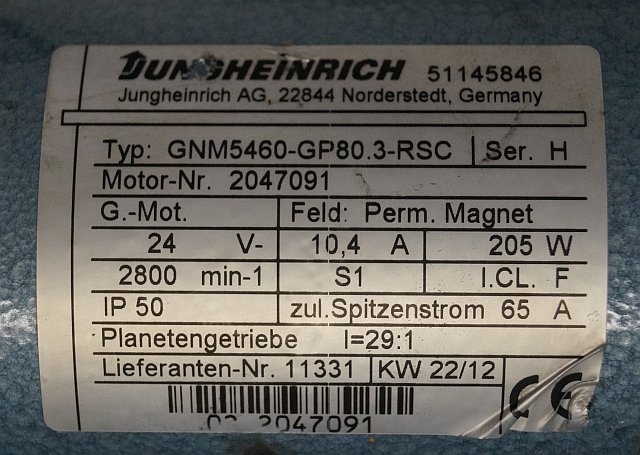 JUNGHEINRICH 51145846
Jungheinrich AG, 22844 Norderstedt, Germany
Typ: GNM5460-GP80.3-RSC Ser. H
Motor-Nr. 2047091
G.-Mot. Feld: Perm. Magnet
24 V- 10,4 A 205 W
2800 min-1 S1 I.CL. F
IP 50 zul.Spitzenstrom 65 A
Planetengetriebe I=29:1
Lieferanten-Nr. 11331 KW 22/12
2047091 CE